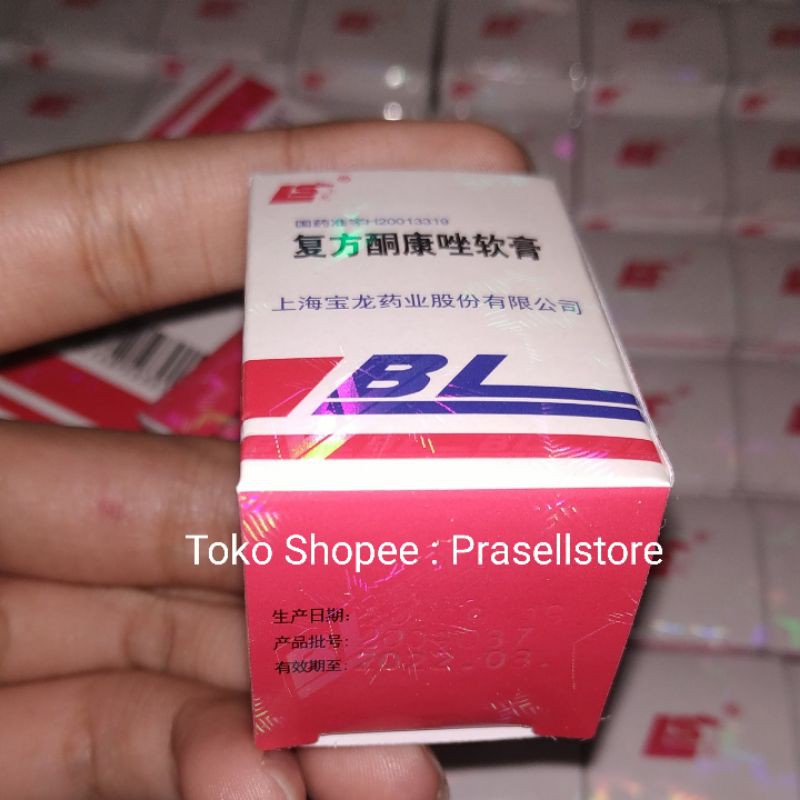 国药准字H20013319
复方酮康唑软膏
上海宝龙药业股份有限公司
BL
Toko Shopee : Prasellstore
生产日期:
产品批号:
有效期至: 2022.03.